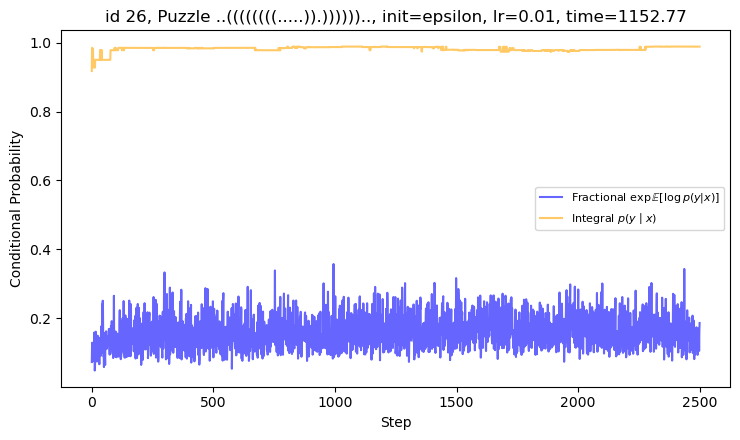 id 26, Puzzle ..((((((((.....)).))))))..​, init=epsilon, lr=0.01, time=1152.77
1.0
0.8
0.6
0.4
0.2
Conditional Probability
Fractional exp𝔼[log p(y|x)]
Integral p(y | x)
0
500
1000
1500
2000
2500
Step